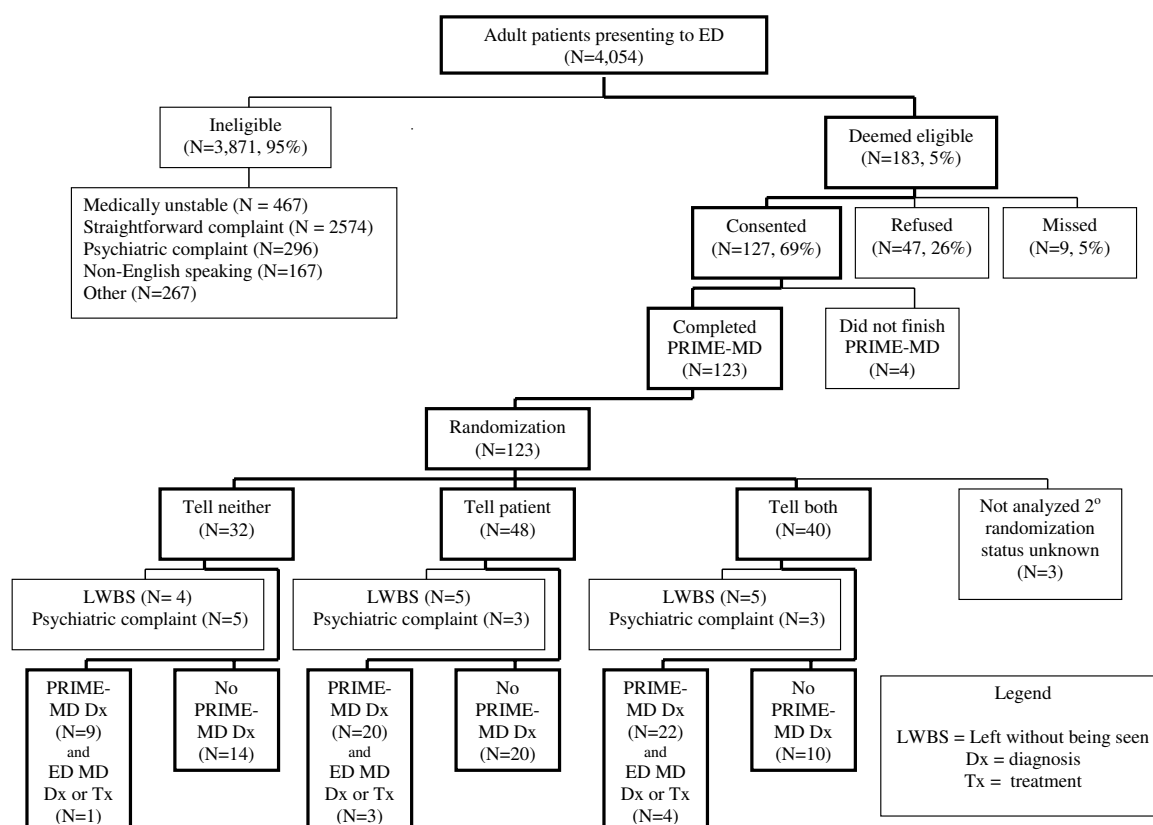 Adult patients presenting to ED
(N=4,054)
Ineligible
(N=3,871, 95%)
Deemed eligible
(N=183, 5%)
Medically unstable (N = 467)
Straightforward complaint (N = 2574)
Psychiatric complaint (N=296)
Non-English speaking (N=167)
Other (N=267)
Consented
(N=127, 69%)
Refused
(N=47, 26%)
Missed
(N=9, 5%)
Completed
PRIME-MD
(N=123)
Did not finish
PRIME-MD
(N=4)
Randomization
(N=123)
Tell neither
(N=32)
Tell patient
(N=48)
Tell both
(N=40)
Not analyzed 2º
randomization
status unknown
(N=3)
LWBS (N= 4)
Psychiatric complaint (N=5)
LWBS (N=5)
Psychiatric complaint (N=3)
LWBS (N=5)
Psychiatric complaint (N=3)
PRIME-
MD Dx
(N=9)
and
ED MD
Dx or Tx
(N=1)
No
PRIME-
MD Dx
(N=14)
PRIME-
MD Dx
(N=20)
and
ED MD
Dx or Tx
(N=3)
No
PRIME-
MD Dx
(N=20)
PRIME-
MD Dx
(N=22)
and
ED MD
Dx or Tx
(N=4)
No
PRIME-
MD Dx
(N=10)
Legend
LWBS = Left without being seen
Dx = diagnosis
Tx = treatment